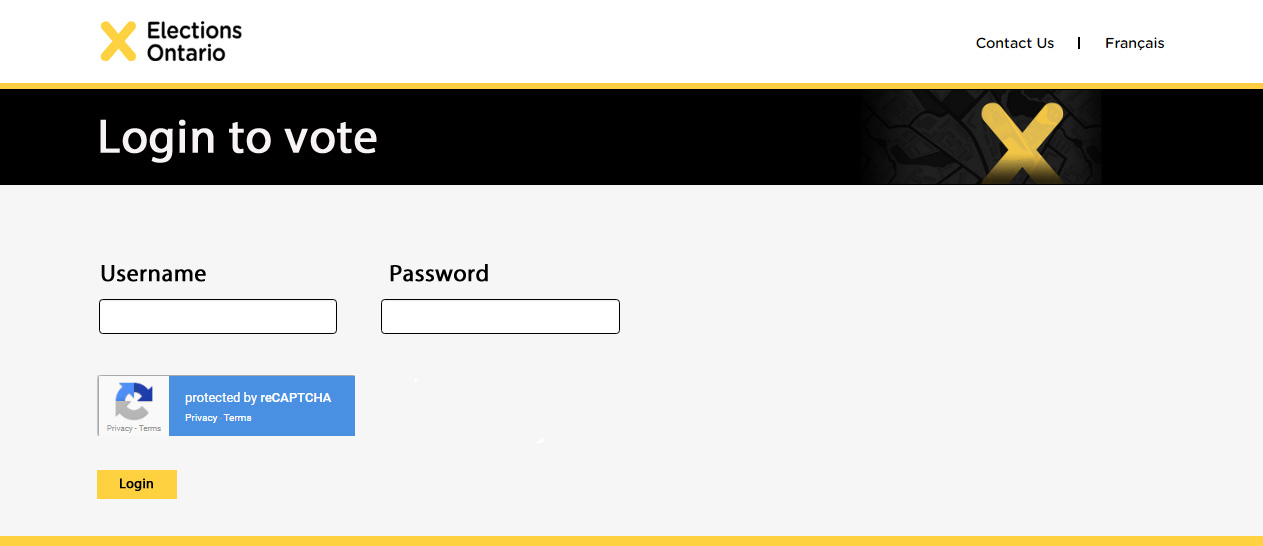 Elections
Ontario
Contact Us | Français
Login to vote
Username Password
protected by reCAPTCHA
Privacy - Terms
Privacy - Terms
Login